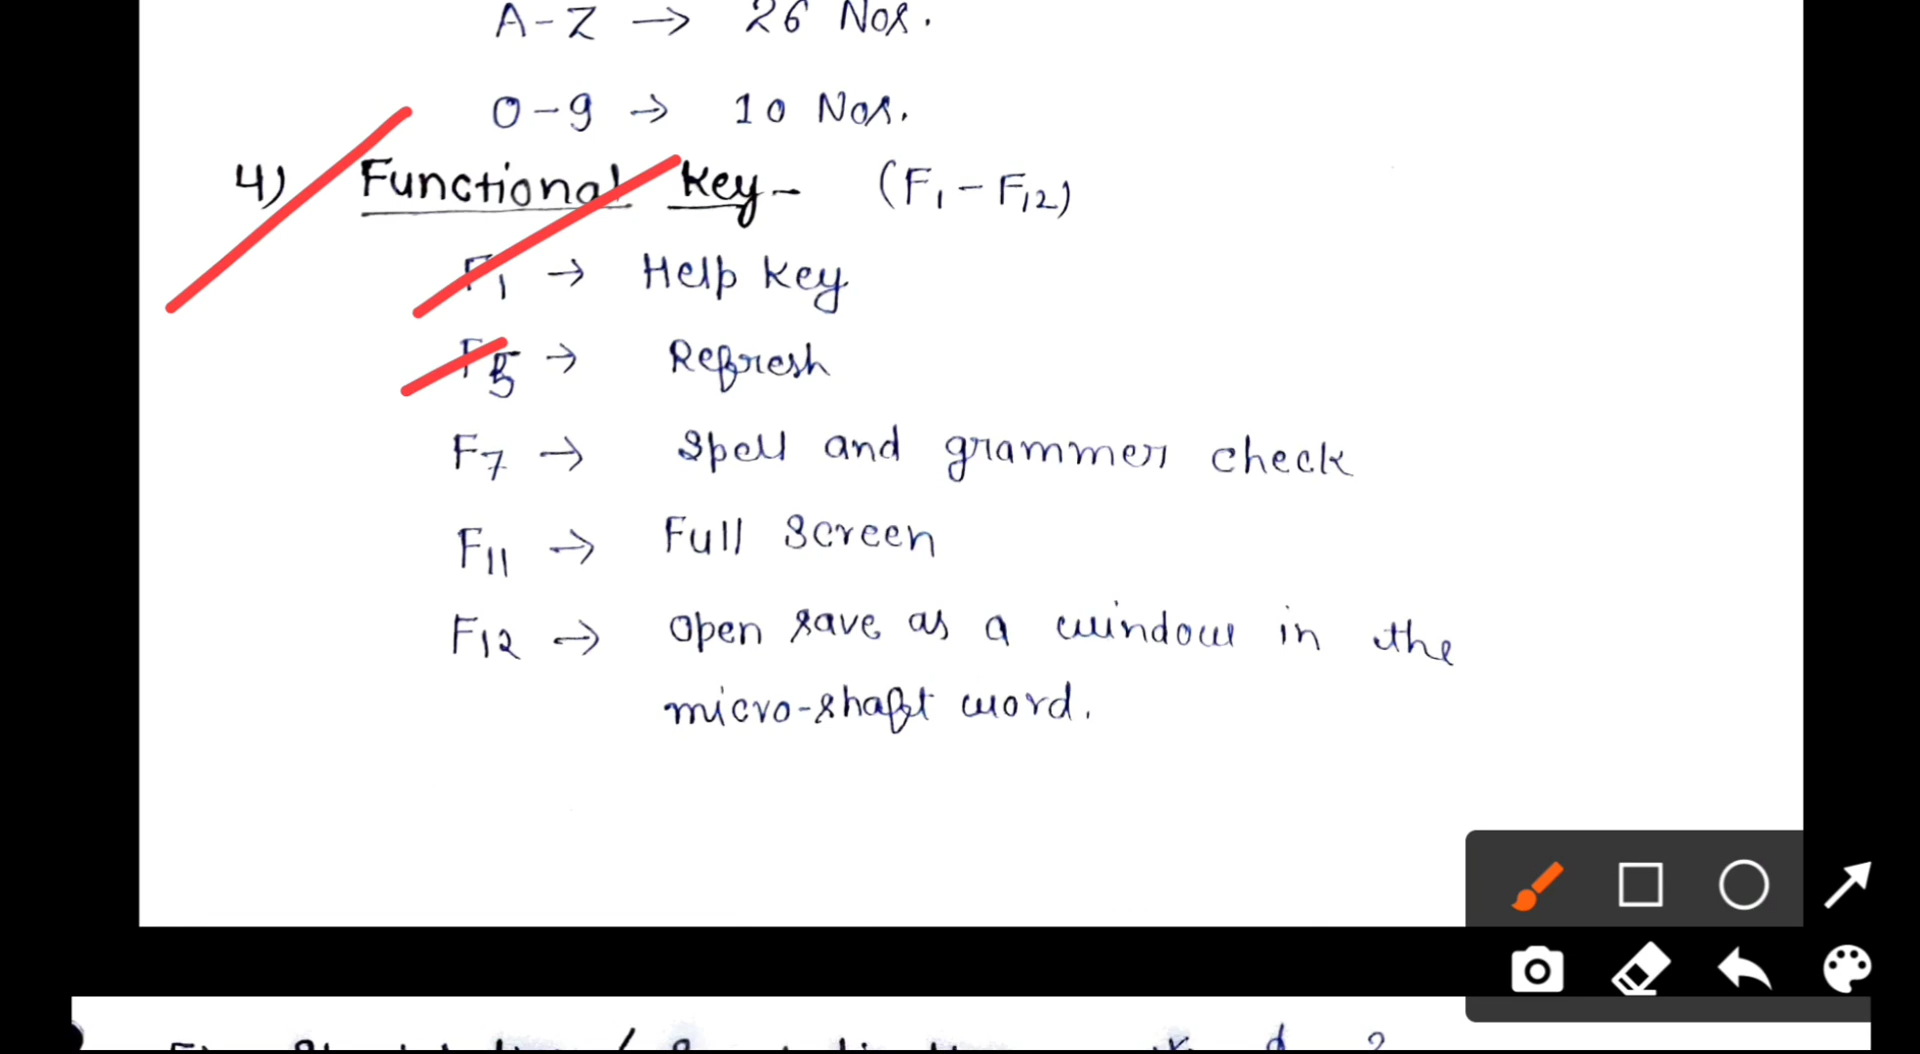 A-Z → 26 Nos.
0-9 → 10 Nos.
4) Functional key- (F1-F12)
F1 → Help key
F5 → Refresh
F7 → Spell and grammer check
F11 → Full Screen
F12 → open save as a window in the
micro-shaft word.